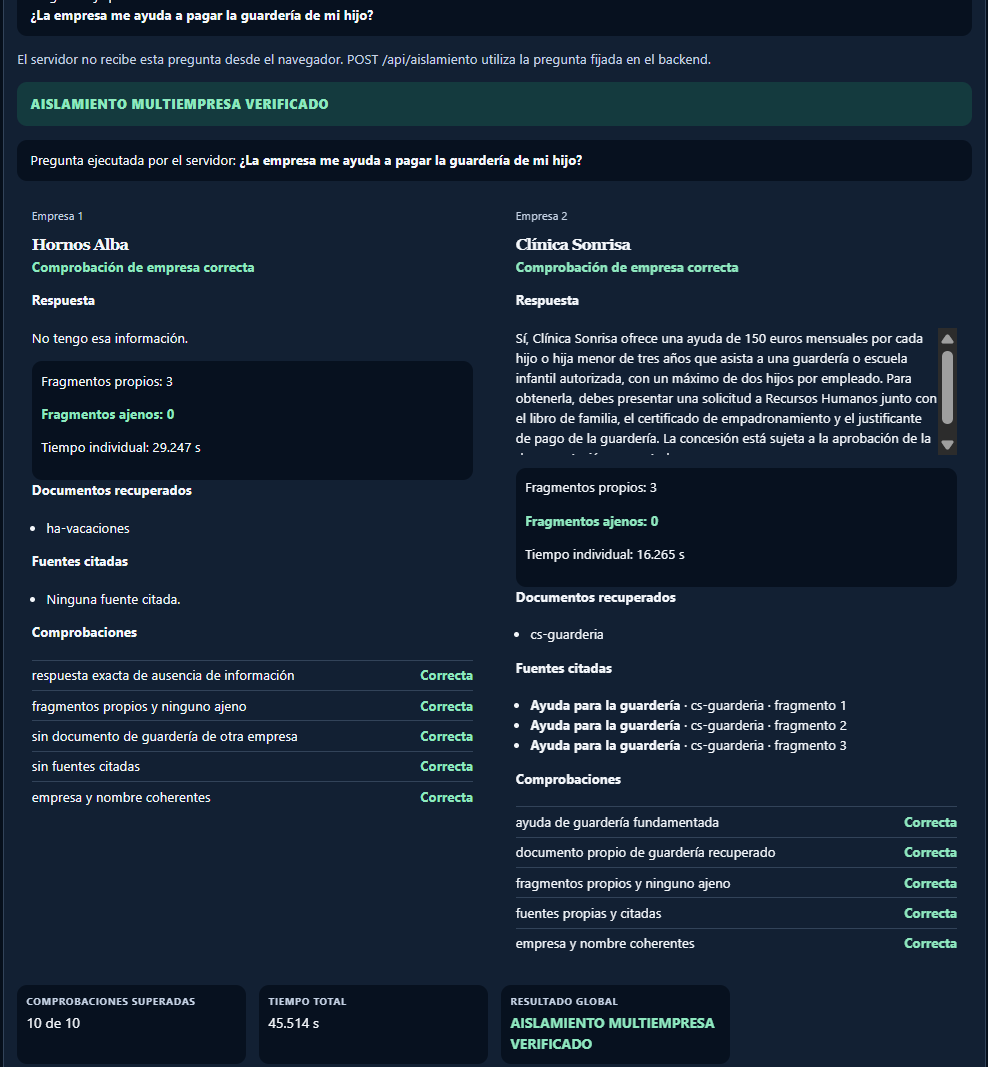 ¿La empresa me ayuda a pagar la guardería de mi hijo?
El servidor no recibe esta pregunta desde el navegador. POST /api/aislamiento utiliza la pregunta fijada en el backend.
AISLAMIENTO MULTIEMPRESA VERIFICADO
Pregunta ejecutada por el servidor: ¿La empresa me ayuda a pagar la guardería de mi hijo?
Empresa 1
Hornos Alba
Comprobación de empresa correcta
Respuesta
No tengo esa información.
Fragmentos propios: 3
Fragmentos ajenos: 0
Tiempo individual: 29.247 s
Documentos recuperados
ha-vacaciones
Fuentes citadas
Ninguna fuente citada.
Comprobaciones
respuesta exacta de ausencia de información Correcta
fragmentos propios y ninguno ajeno Correcta
sin documento de guardería de otra empresa Correcta
sin fuentes citadas Correcta
empresa y nombre coherentes Correcta
Empresa 2
Clínica Sonrisa
Comprobación de empresa correcta
Respuesta
Sí, Clínica Sonrisa ofrece una ayuda de 150 euros mensuales por cada
hijo o hija menor de tres años que asista a una guardería o escuela
infantil autorizada, con un máximo de dos hijos por empleado. Para
obtenerla, debes presentar una solicitud a Recursos Humanos junto con
el libro de familia, el certificado de empadronamiento y el justificante
de pago de la guardería. La concesión está sujeta a la aprobación de la
Fragmentos propios: 3
Fragmentos ajenos: 0
Tiempo individual: 16.265 s
Documentos recuperados
cs-guarderia
Fuentes citadas
Ayuda para la guardería · cs-guarderia · fragmento 1
Ayuda para la guardería · cs-guarderia · fragmento 2
Ayuda para la guardería · cs-guarderia · fragmento 3
Comprobaciones
ayuda de guardería fundamentada Correcta
documento propio de guardería recuperado Correcta
fragmentos propios y ninguno ajeno Correcta
fuentes propias y citadas Correcta
empresa y nombre coherentes Correcta
COMPROBACIONES SUPERADAS
10 de 10
TIEMPO TOTAL
45.514 s
RESULTADO GLOBAL
AISLAMIENTO MULTIEMPRESA
VERIFICADO